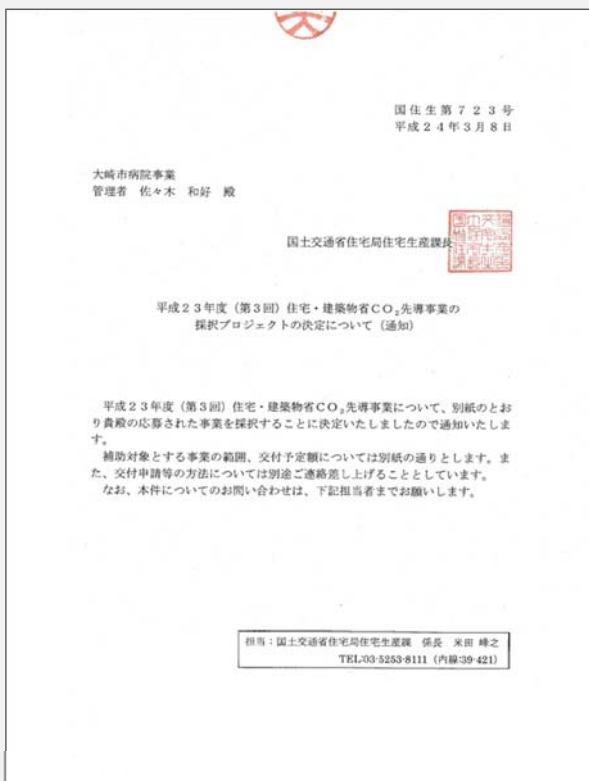 国住生第７２３号
平成２４年３月８日
大崎市病院事業
管理者　佐々木　和好　殿
国土交通省住宅局住宅生産課長
平成２３年度（第３回）住宅・建築物省ＣＯ₂先導事業の
採択プロジェクトの決定について（通知）
平成２３年度（第３回）住宅・建築物省ＣＯ₂先導事業について、別紙のとお
り貴殿の応募された事業を採択することに決定いたしましたので通知いたしま
す。
補助対象とする事業の範囲、交付予定額については別紙の通りとします。ま
た、交付申請等の方法については別途ご連絡差し上げることとしています。
なお、本件についてのお問い合わせは、下記担当者までお願いします。
担当：国土交通省住宅局住宅生産課　係長　米田　峰之
TEL:03-5253-8111（内線:39-421）